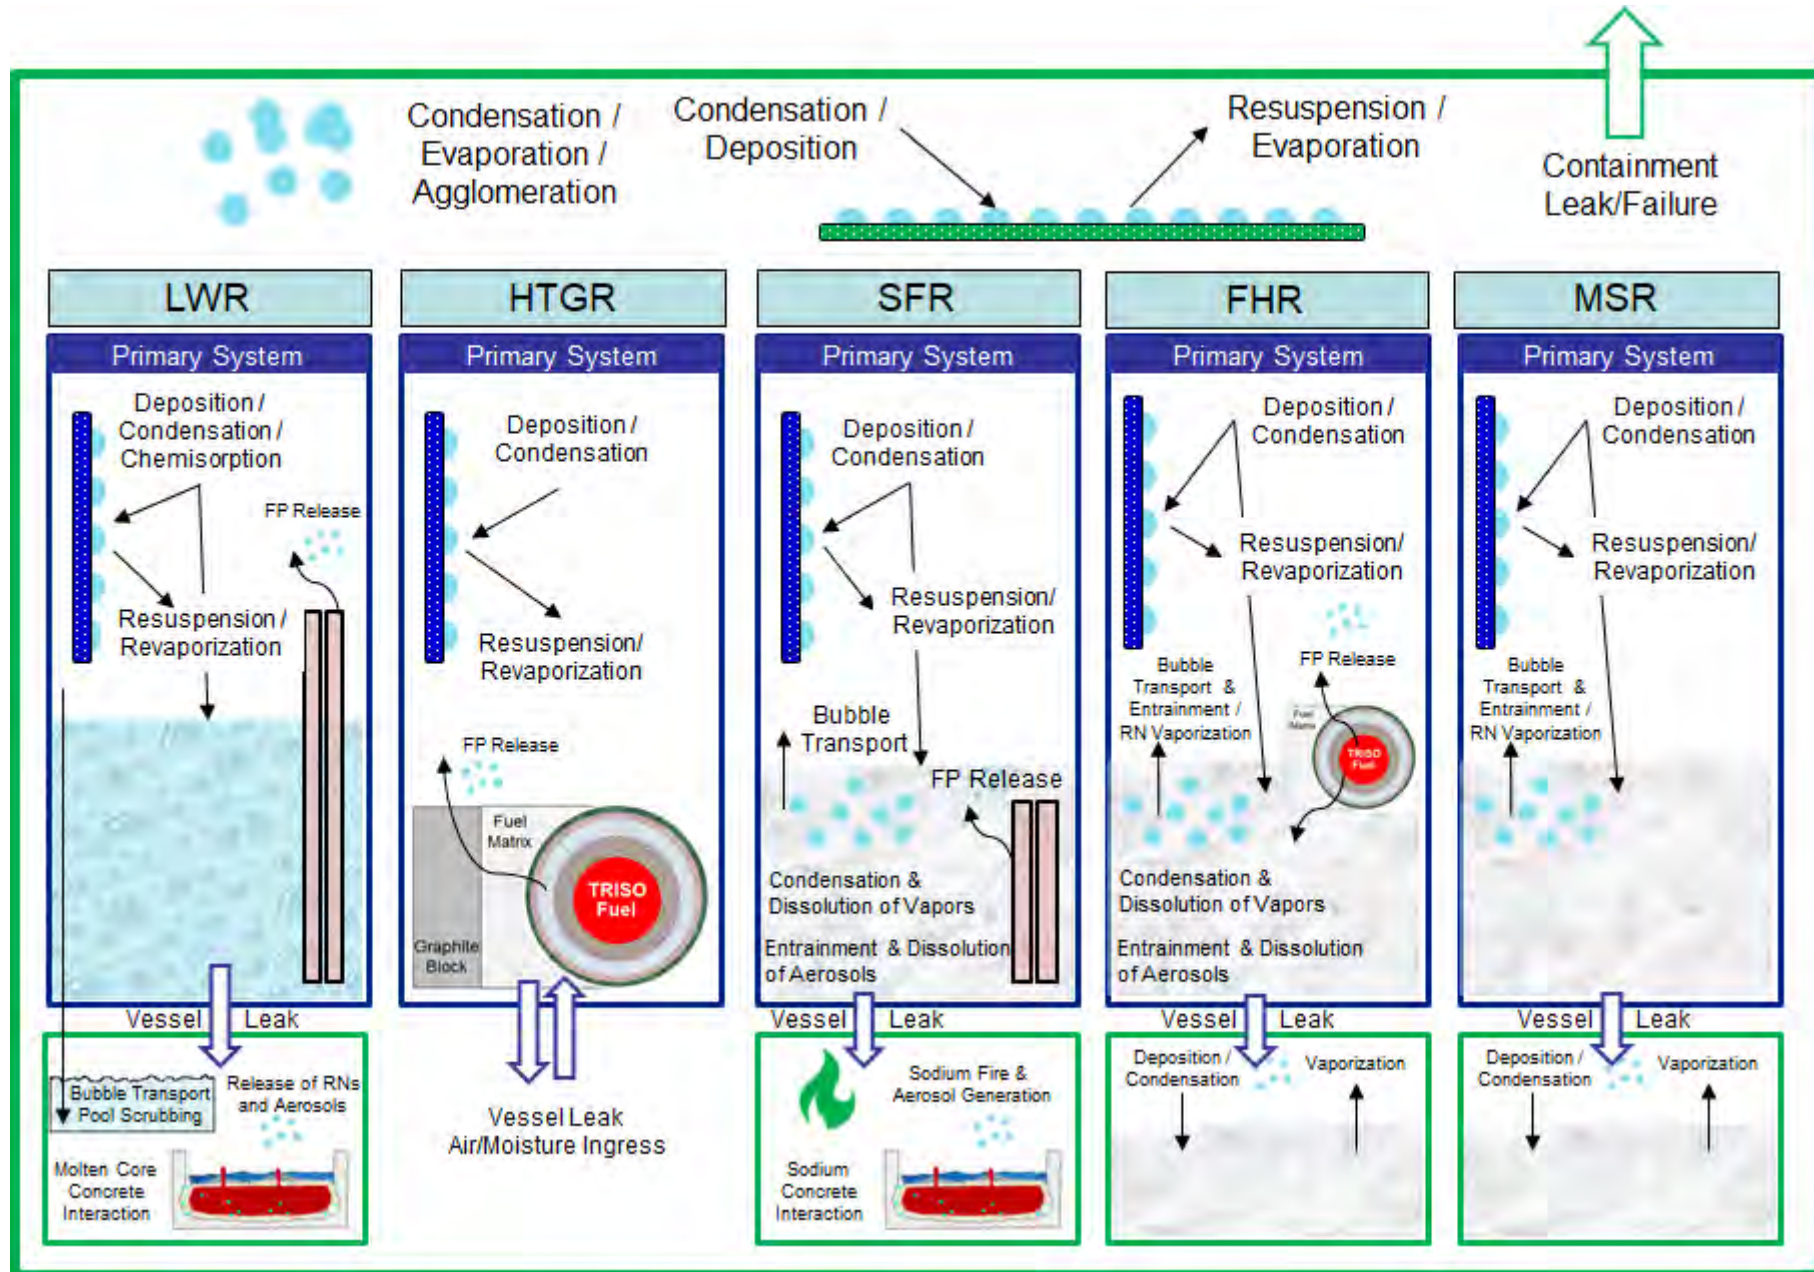 Condensation /
Evaporation /
Agglomeration
Condensation /
Deposition
Resuspension /
Evaporation
Containment
Leak/Failure
LWR
Primary System
Deposition /
Condensation /
Chemisorption
FP Release
Resuspension /
Revaporization
Vessel Leak
Bubble Transport
Pool Scrubbing
Release of RNs
and Aerosols
Molten Core
Concrete
Interaction
HTGR
Primary System
Deposition /
Condensation
Resuspension/
Revaporization
FP Release
Fuel
Matrix
TRISO
Fuel
Graphite
Block
Vessel Leak
Air/Moisture Ingress
SFR
Primary System
Deposition /
Condensation
Resuspension/
Revaporization
Bubble
Transport
FP Release
Condensation &
Dissolution of Vapors
Entrainment & Dissolution
of Aerosols
Vessel Leak
Sodium Fire &
Aerosol Generation
Sodium
Concrete
Interaction
FHR
Primary System
Deposition /
Condensation
Resuspension/
Revaporization
FP Release
Bubble
Transport &
Entrainment /
RN Vaporization
Fuel
Matrix
TRISO
Fuel
Condensation &
Dissolution of Vapors
Entrainment & Dissolution
of Aerosols
Vessel Leak
Deposition /
Condensation
Vaporization
MSR
Primary System
Deposition /
Condensation
Resuspension/
Revaporization
Bubble
Transport &
Entrainment /
RN Vaporization
Vessel Leak
Deposition /
Condensation
Vaporization